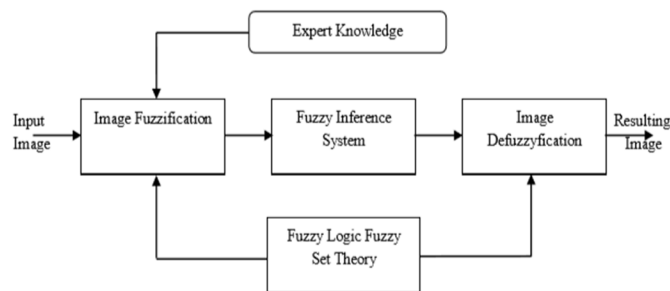 Expert Knowledge
Input
Image
Image Fuzzification
Fuzzy Inference
System
Image
Defuzzyfication
Resulting
Image
Fuzzy Logic Fuzzy
Set Theory